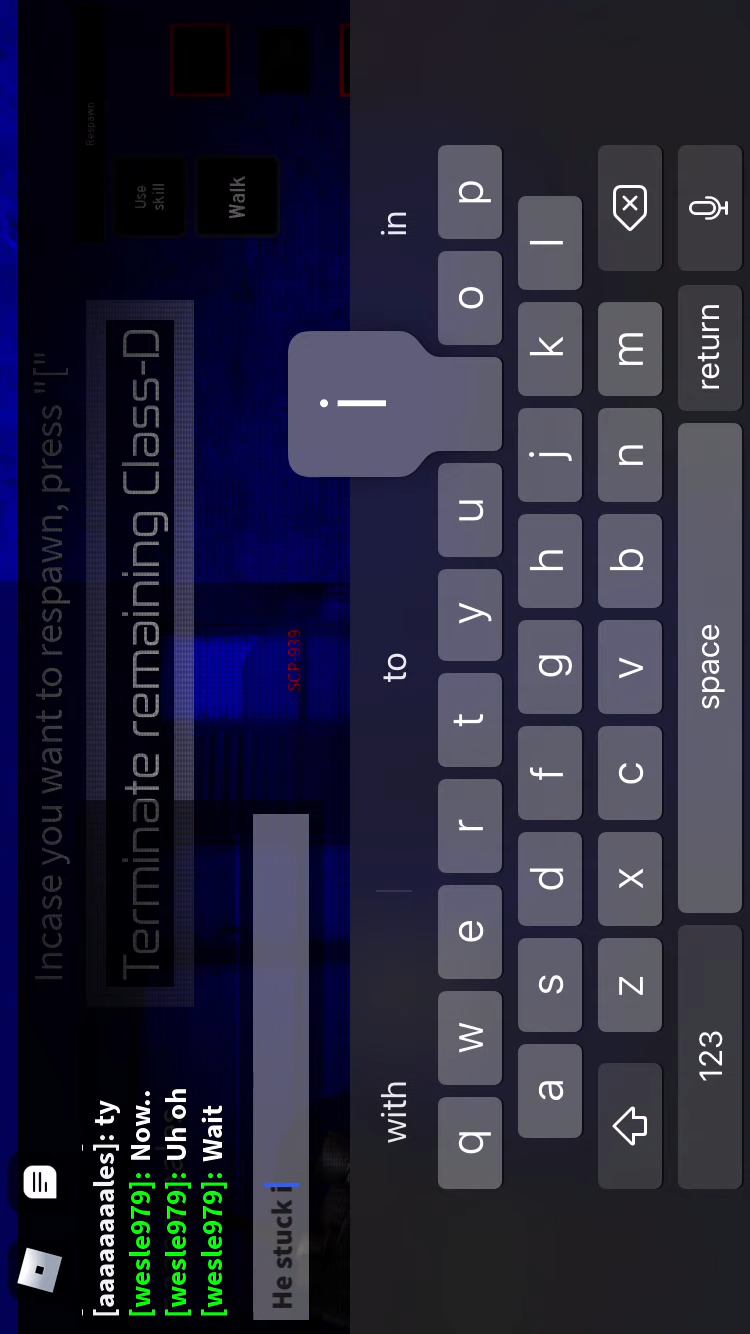 Incase you want to respawn, press "["
Terminate remaining Class-D
Respawn
Use
skill
Walk
SCP-939
[aaaaaaaales]: ty
[wesle979]: Now..
[wesle979]: Uh oh
[wesle979]: Wait
He stuck i
with
to
in
q w e r t y u i o p
a s d f g h j k l
z x c v b n m
123 space return